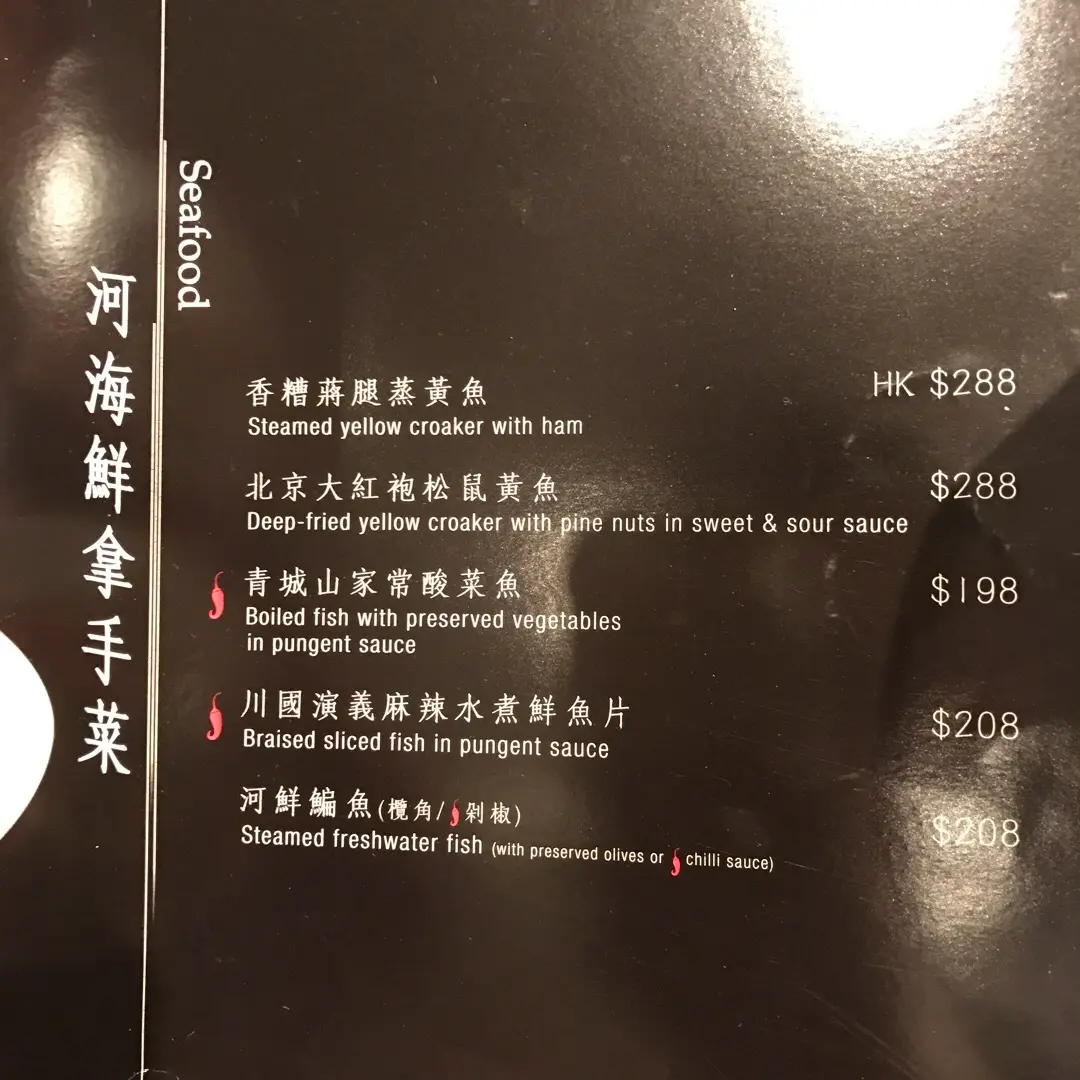 Seafood
河海鮮拿手菜
香糟蔣腿蒸黃魚
HK $288
Steamed yellow croaker with ham
北京大紅袍松鼠黃魚
$288
Deep-fried yellow croaker with pine nuts in sweet & sour sauce
青城山家常酸菜魚
$198
Boiled fish with preserved vegetables
in pungent sauce
川國演義麻辣水煮鮮魚片
$208
Braised sliced fish in pungent sauce
河鮮鯿魚(欖角/剁椒)
$208
Steamed freshwater fish (with preserved olives or chilli sauce)